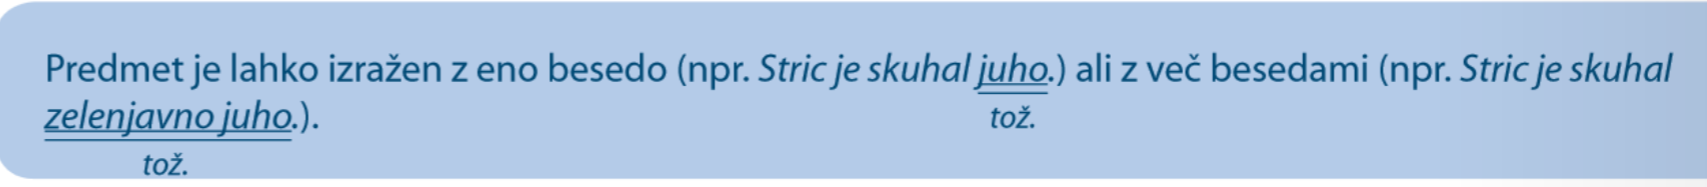 Predmet je lahko izražen z eno besedo (npr. Stric je skuhal juho.) ali z več besedami (npr. Stric je skuhal
tož.
zelenjavno juho.).
tož.